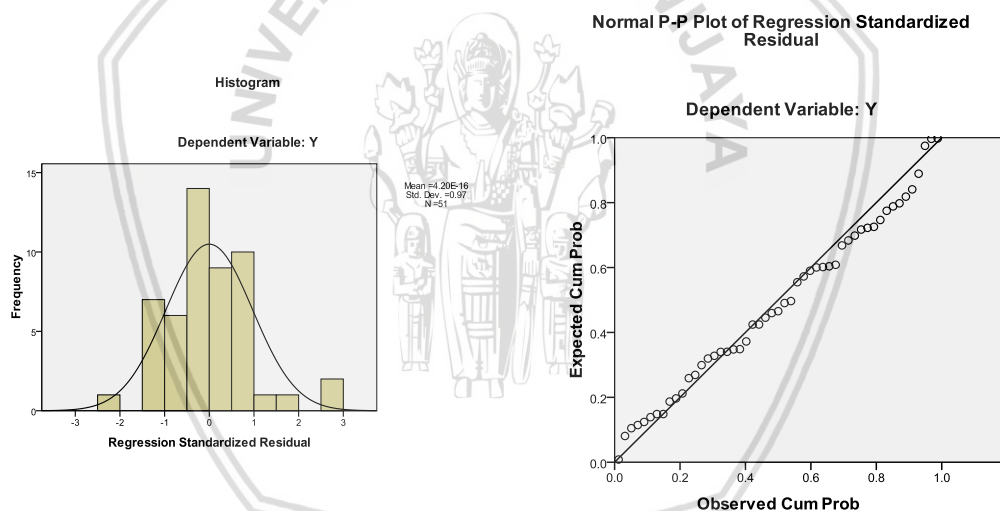 Histogram
Dependent Variable: Y
Mean =4.20E-16
Std. Dev. =0.97
N =51
15
10
5
0
Frequency
-3 -2 -1 0 1 2 3
Regression Standardized Residual
Normal P-P Plot of Regression Standardized
Residual
Dependent Variable: Y
1.0
0.8
0.6
0.4
0.2
0.0
Expected Cum Prob
0.0 0.2 0.4 0.6 0.8 1.0
Observed Cum Prob
UNIVE
WIJAYA